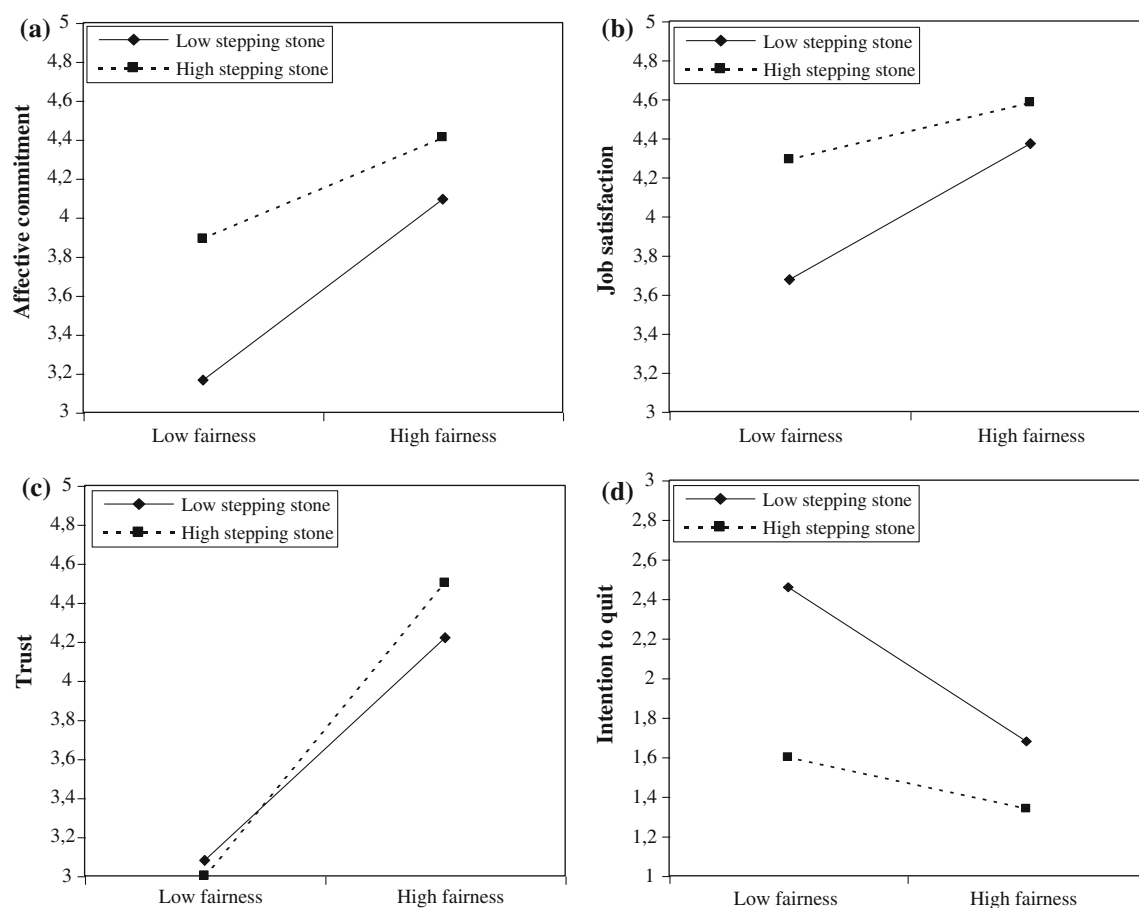 (a)
Low stepping stone
High stepping stone
Affective commitment
5
4,8
4,6
4,4
4,2
4
3,8
3,6
3,4
3,2
3
Low fairness High fairness
(b)
Low stepping stone
High stepping stone
Job satisfaction
5
4,8
4,6
4,4
4,2
4
3,8
3,6
3,4
3,2
3
Low fairness High fairness
(c)
Low stepping stone
High stepping stone
Trust
5
4,8
4,6
4,4
4,2
4
3,8
3,6
3,4
3,2
3
Low fairness High fairness
(d)
Low stepping stone
High stepping stone
Intention to quit
3
2,8
2,6
2,4
2,2
2
1,8
1,6
1,4
1,2
1
Low fairness High fairness